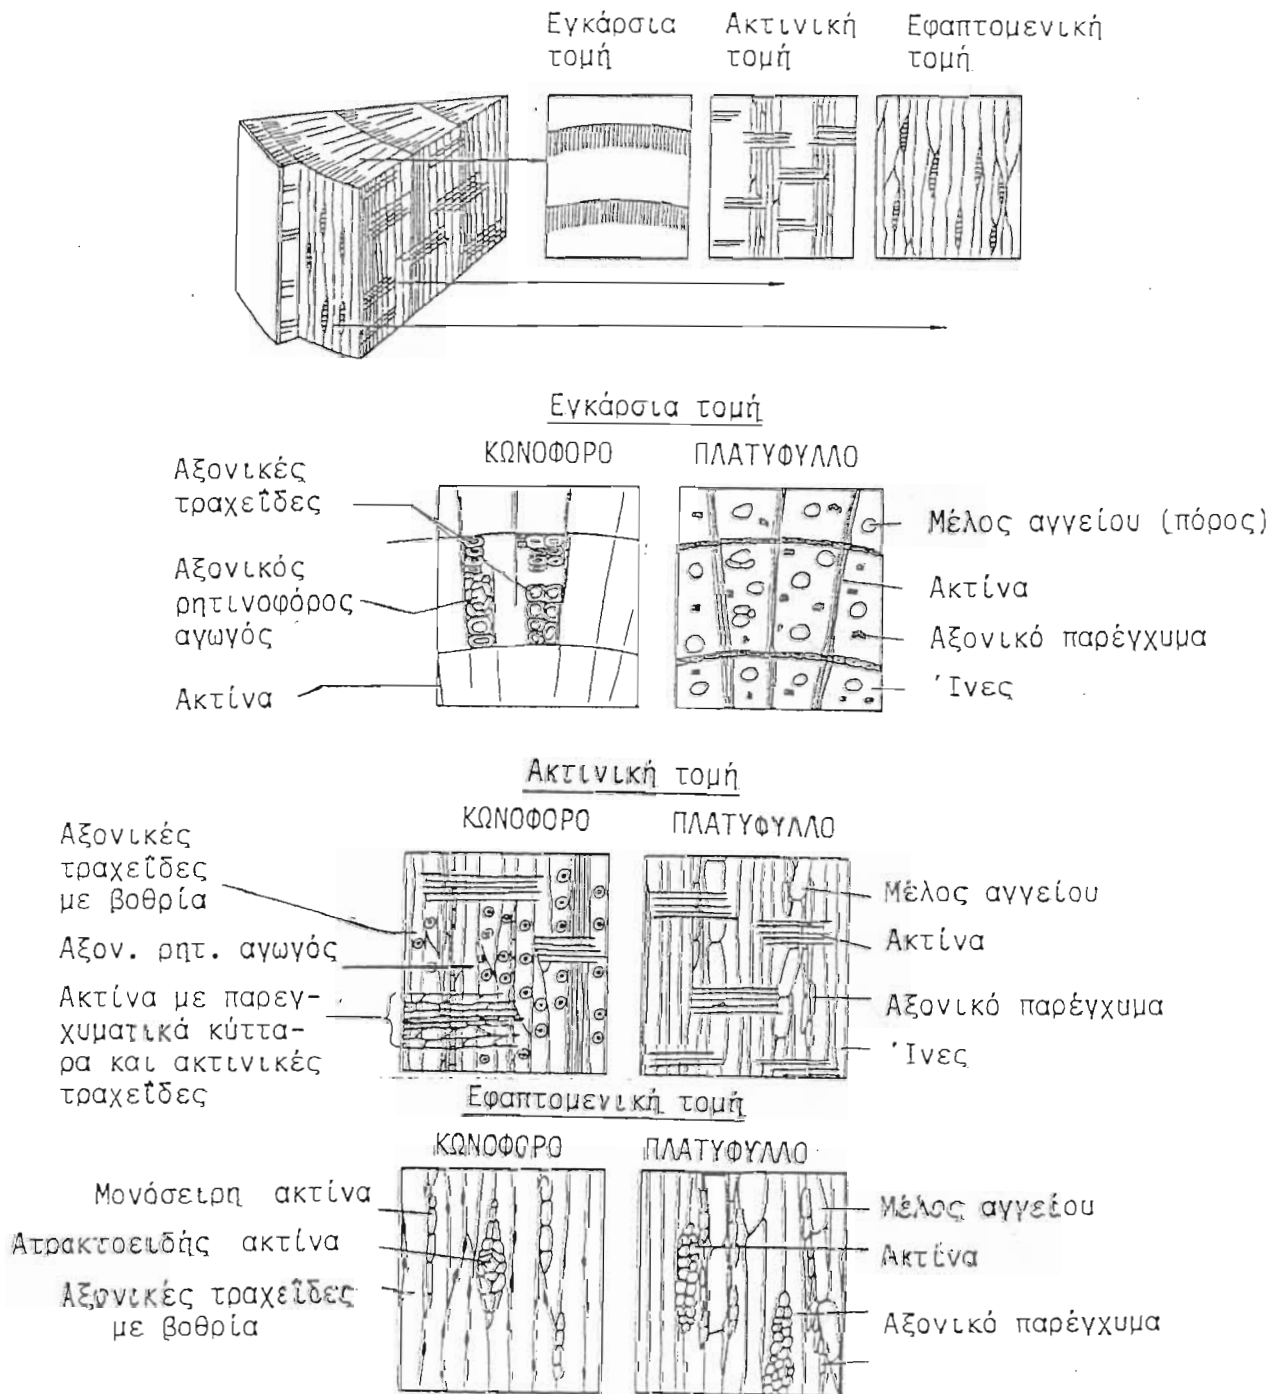 Εγκάρσια τομή
Ακτινική τομή
Εφαπτομενική τομή
Εγκάρσια τομή
ΚΩΝΟΦΟΡΟ
ΠΛΑΤΥΦΥΛΛΟ
Αξονικές
τραχεΐδες
Αξονικός
ρητινοφόρος
αγωγός
Ακτίνα
Μέλος αγγείου (πόρος)
Ακτίνα
Αξονικό παρέγχυμα
Ίνες
Ακτινική τομή
ΚΩΝΟΦΟΡΟ
ΠΛΑΤΥΦΥΛΛΟ
Αξονικές
τραχεΐδες
με βοθρία
Αξον. ρητ. αγωγός
Ακτίνα με παρεγ-
χυματικά κύττα-
ρα και ακτινικές
τραχεΐδες
Μέλος αγγείου
Ακτίνα
Αξονικό παρέγχυμα
Ίνες
Εφαπτομενική τομή
ΚΩΝΟΦΟΡΟ
ΠΛΑΤΥΦΥΛΛΟ
Μονόσειρη ακτίνα
Ατρακτοειδής ακτίνα
Αξονικές τραχεΐδες
με βοθρία
Μέλος αγγείου
Ακτίνα
Αξονικό παρέγχυμα